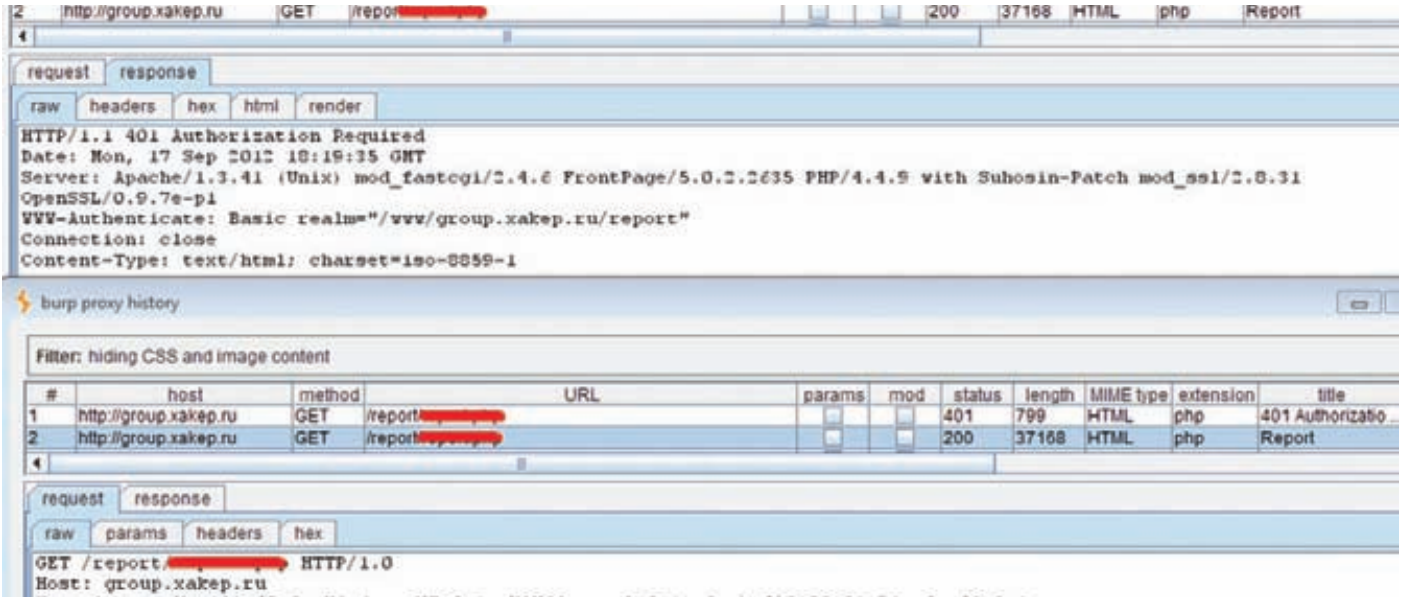 2 http://group.xakep.ru GET /repor 200 37168 HTML php Report
request response
raw headers hex html render
HTTP/1.1 401 Authorization Required
Date: Mon, 17 Sep 2012 18:19:35 GMT
Server: Apache/1.3.41 (Unix) mod_fastcgi/2.4.6 FrontPage/5.0.2.2635 PHP/4.4.9 with Suhosin-Patch mod_ssl/2.8.31
OpenSSL/0.9.7e-p1
WWW-Authenticate: Basic realm="/www/group.xakep.ru/report"
Connection: close
Content-Type: text/html; charset=iso-8859-1
burp proxy history
Filter: hiding CSS and image content
# host method URL params mod status length MIME type extension title
1 http://group.xakep.ru GET /report 401 799 HTML php 401 Authorizatio ...
2 http://group.xakep.ru GET /report 200 37168 HTML php Report
request response
raw params headers hex
GET /report/ HTTP/1.0
Host: group.xakep.ru